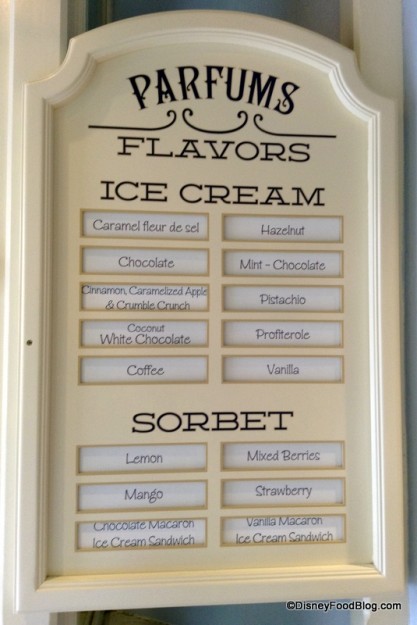 PARFUMS
FLAVORS
ICE CREAM
Caramel fleur de sel
Hazelnut
Chocolate
Mint - Chocolate
Cinnamon, Caramelized Apple
& Crumble Crunch
Pistachio
Coconut
White Chocolate
Profiterole
Coffee
Vanilla
SORBET
Lemon
Mixed Berries
Mango
Strawberry
Chocolate Macaron
Ice Cream Sandwich
Vanilla Macaron
Ice Cream Sandwich
©DisneyFoodBlog.com